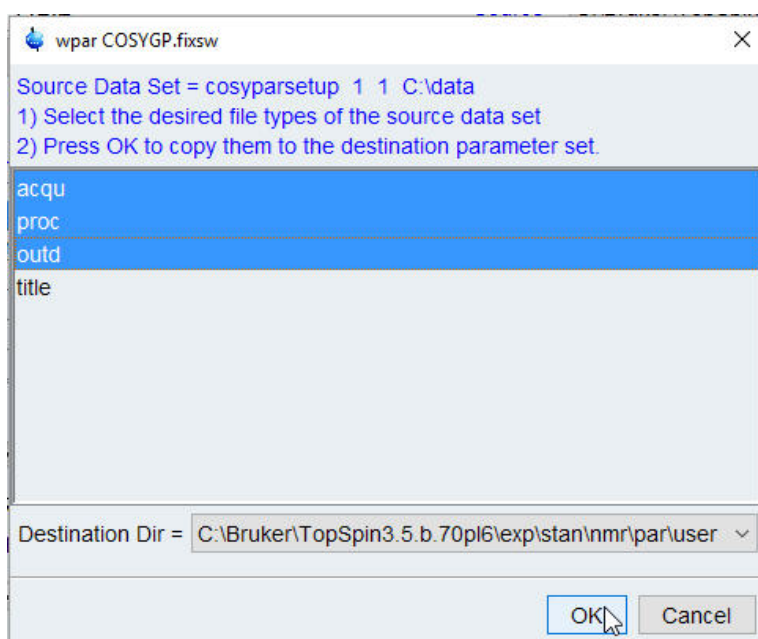 wpar COSYGP.fixsw
Source Data Set = cosyparsetup 1 1 C:\data
1) Select the desired file types of the source data set
2) Press OK to copy them to the destination parameter set.
acqu
proc
outd
title
Destination Dir = C:\Bruker\TopSpin3.5.b.70pl6\exp\stan\nmr\par\user
OK Cancel